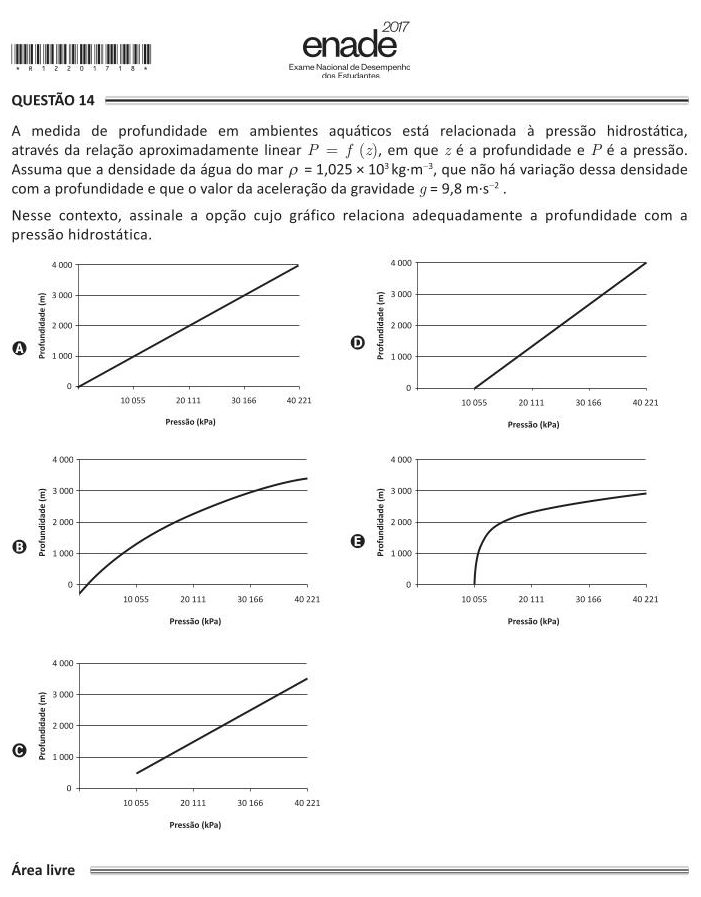 2017
enade
Exame Nacional de Desempenho
dos Estudantes
* R 1 2 2 0 1 7 1 8 *
QUESTÃO 14
A medida de profundidade em ambientes aquáticos está relacionada à pressão hidrostática,
através da relação aproximadamente linear P = f (z), em que z é a profundidade e P é a pressão.
Assuma que a densidade da água do mar ρ = 1,025 × 10³ kg·m⁻³, que não há variação dessa densidade
com a profundidade e que o valor da aceleração da gravidade g = 9,8 m·s⁻² .
Nesse contexto, assinale a opção cujo gráfico relaciona adequadamente a profundidade com a
pressão hidrostática.
A
Profundidade (m)
4 000
3 000
2 000
1 000
0
10 055 20 111 30 166 40 221
Pressão (kPa)
B
Profundidade (m)
4 000
3 000
2 000
1 000
0
10 055 20 111 30 166 40 221
Pressão (kPa)
C
Profundidade (m)
4 000
3 000
2 000
1 000
0
10 055 20 111 30 166 40 221
Pressão (kPa)
D
Profundidade (m)
4 000
3 000
2 000
1 000
0
10 055 20 111 30 166 40 221
Pressão (kPa)
E
Profundidade (m)
4 000
3 000
2 000
1 000
0
10 055 20 111 30 166 40 221
Pressão (kPa)
Área livre